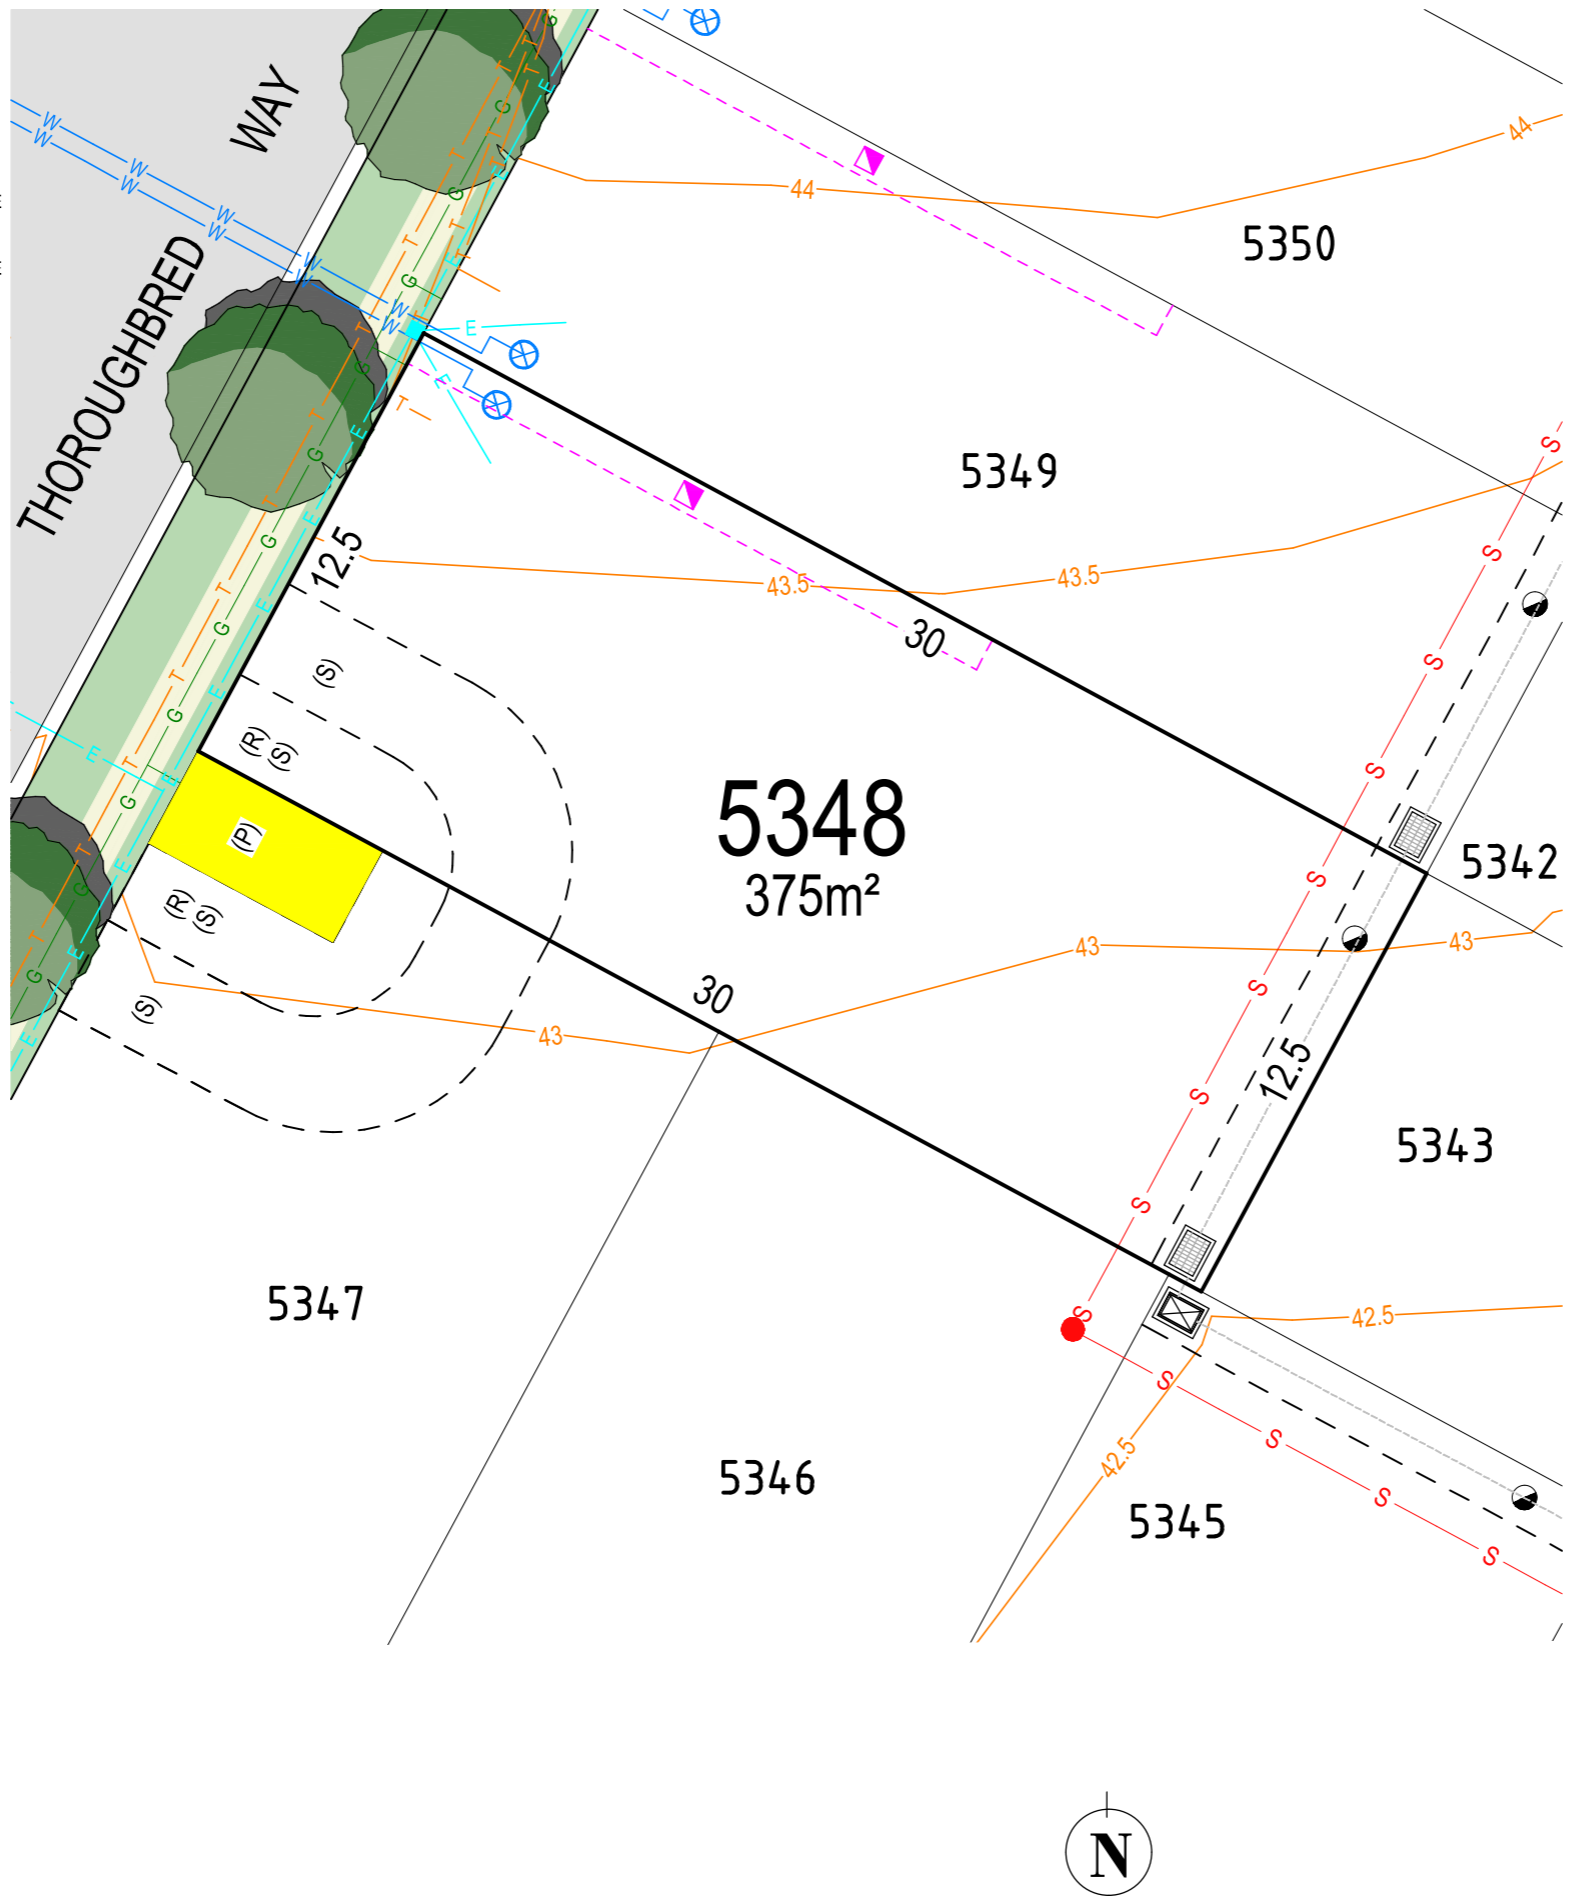 WAY
THOROUGHBRED
44
44
5350
W
W
W
W
W
W
W
W
W
W
T
T
T
T
T
T
T
T
T
T
T
G
G
G
G
G
G
G
G
G
G
E
E
E
E
E
E
E
E
E
E
E
5349
S
S
12.5
43.5
43.5
30
(S)
(R)
(S)
S
S
5348
375m²
(P)
5342
S
(R)
(S)
43
43
S
30
(S)
43
12.5
S
5343
S
5347
S
42.5
S
S
5346
42.5
5345
S
S
N